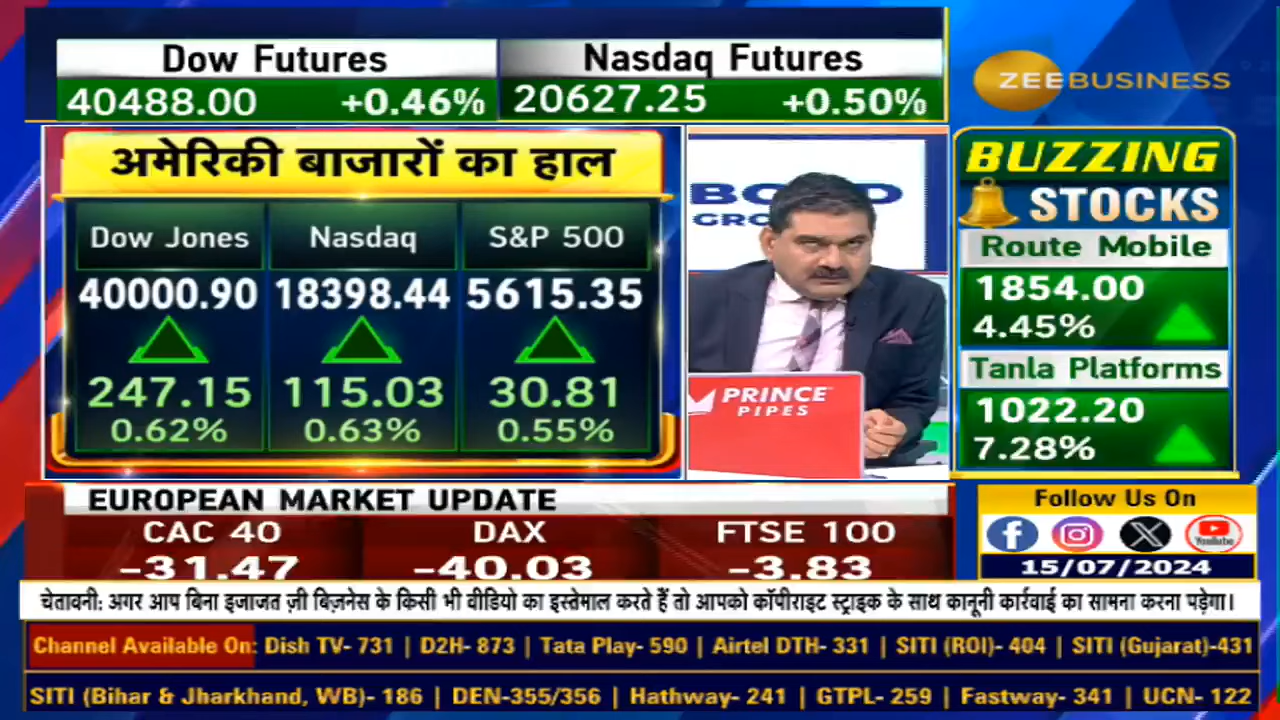 Dow Futures
40488.00 +0.46%
Nasdaq Futures
20627.25 +0.50%
ZEEBUSINESS
अमेरिकी बाजारों का हाल
Dow Jones Nasdaq S&P 500
40000.90 18398.44 5615.35
247.15 115.03 30.81
0.62% 0.63% 0.55%
PRINCE
PIPES
BUZZING
STOCKS
Route Mobile
1854.00
4.45%
Tanla Platforms
1022.20
7.28%
EUROPEAN MARKET UPDATE
CAC 40 DAX FTSE 100
-31.47 -40.03 -3.83
Follow Us On
YouTube
15/07/2024
चेतावनी: अगर आप बिना इजाजत ज़ी बिज़नेस के किसी भी वीडियो का इस्तेमाल करते हैं तो आपको कॉपीराइट स्ट्राइक के साथ कानूनी कार्रवाई का सामना करना पड़ेगा।
Channel Available On: Dish TV- 731 | D2H- 873 | Tata Play- 590 | Airtel DTH- 331 | SITI (ROI)- 404 | SITI (Gujarat)-431
SITI (Bihar & Jharkhand, WB)- 186 | DEN-355/356 | Hathway- 241 | GTPL- 259 | Fastway- 341 | UCN- 122